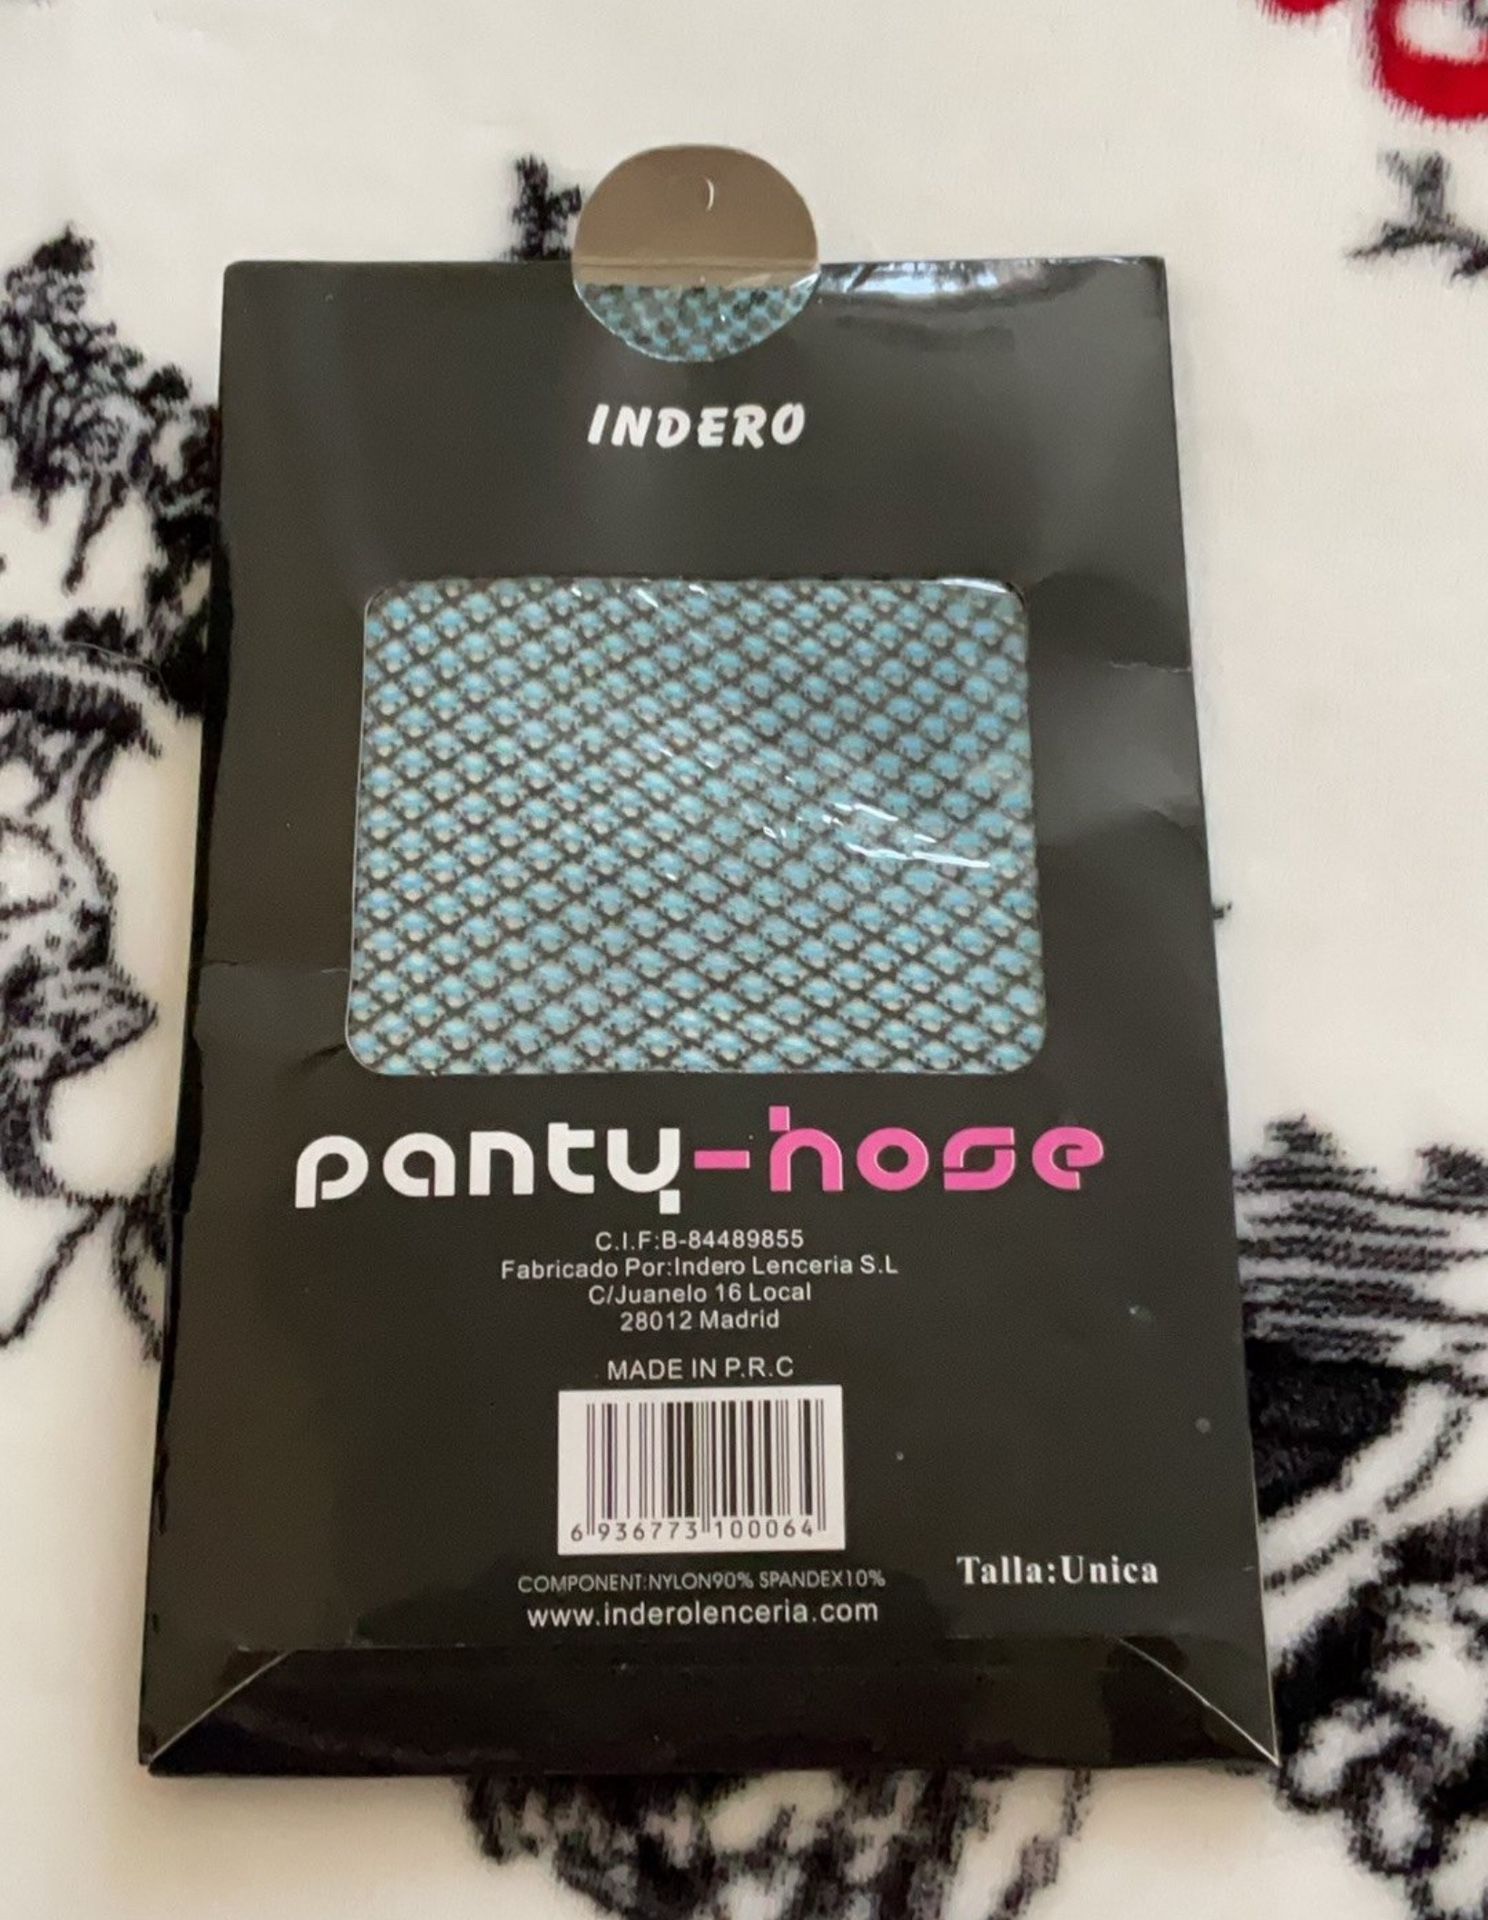 INDERO
panty-hose
C.I.F:B-84489855
Fabricado Por:Indero Lenceria S.L
C/Juanelo 16 Local
28012 Madrid
MADE IN P.R.C
6 936773 100064
COMPONENT:NYLON90% SPANDEX10%
Talla:Unica
www.inderolenceria.com